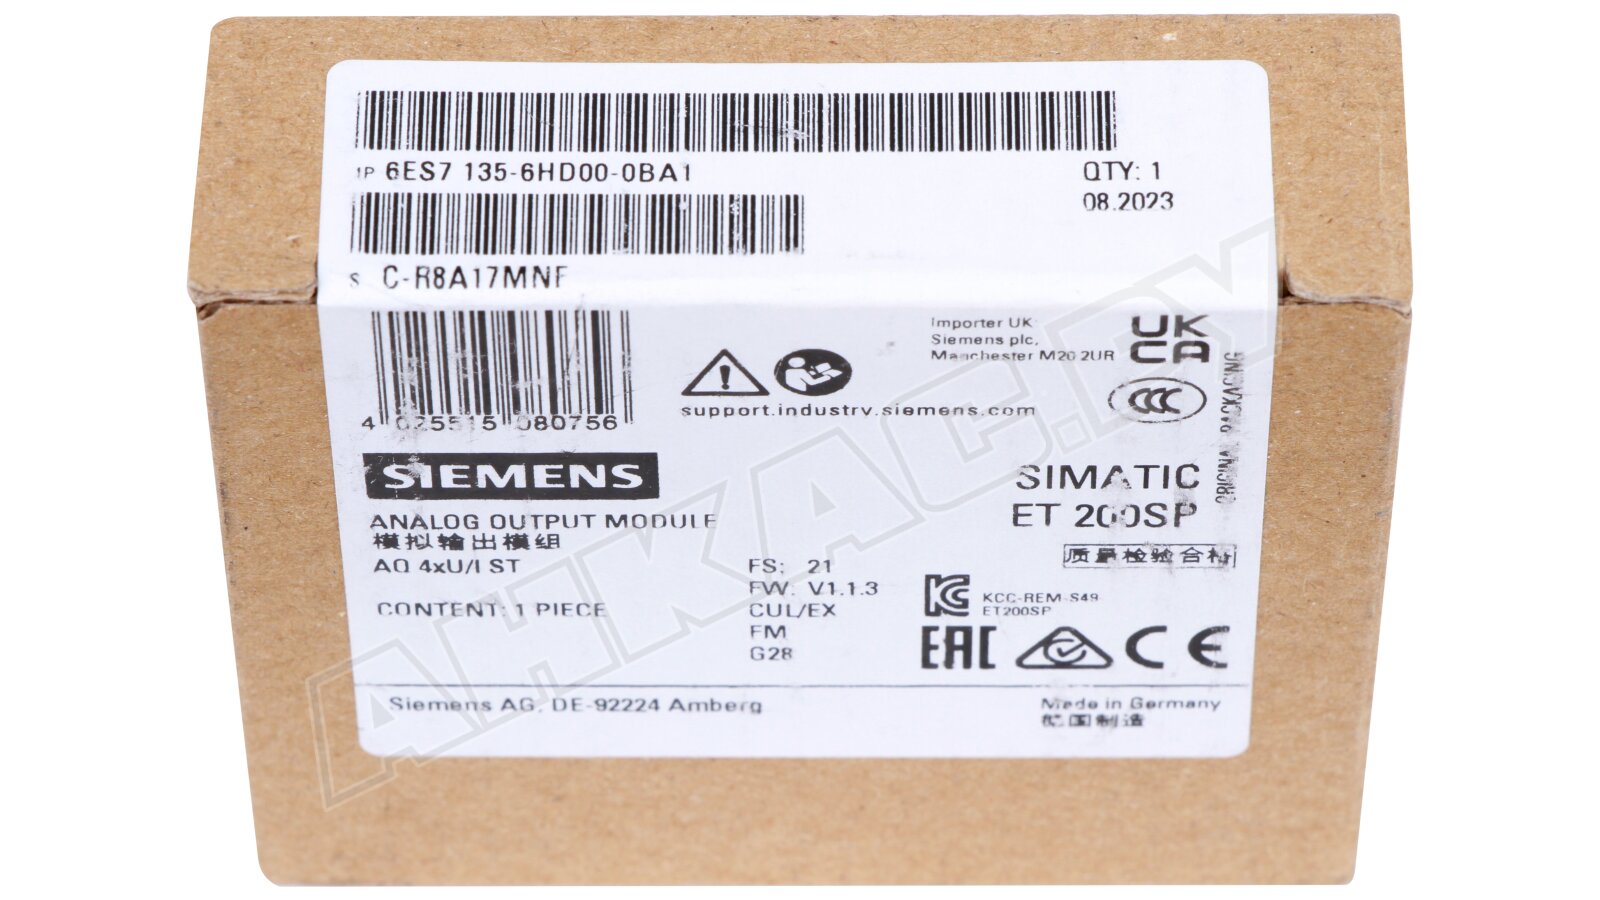 1P 6ES7 135-6HD00-0BA1
QTY: 1
08.2023
S C-R8A17MNF
Importer UK:
Siemens plc,
Manchester M20 2UR
UK
CA
CCC
support.industry.siemens.com
4 025515 080756
ORIGINAL PACKAGING
SIEMENS
SIMATIC
ET 200SP
ANALOG OUTPUT MODULE
模拟输出模组
质量检验合格
AQ 4xU/I ST
CONTENT: 1 PIECE
FS: 21
FW: V1.1.3
CUL/EX
FM
G28
KC
KCC-REM-S49
ET200SP
EAC
CE
Siemens AG, DE-92224 Amberg
Made in Germany
德国制造
AHKAC.BY